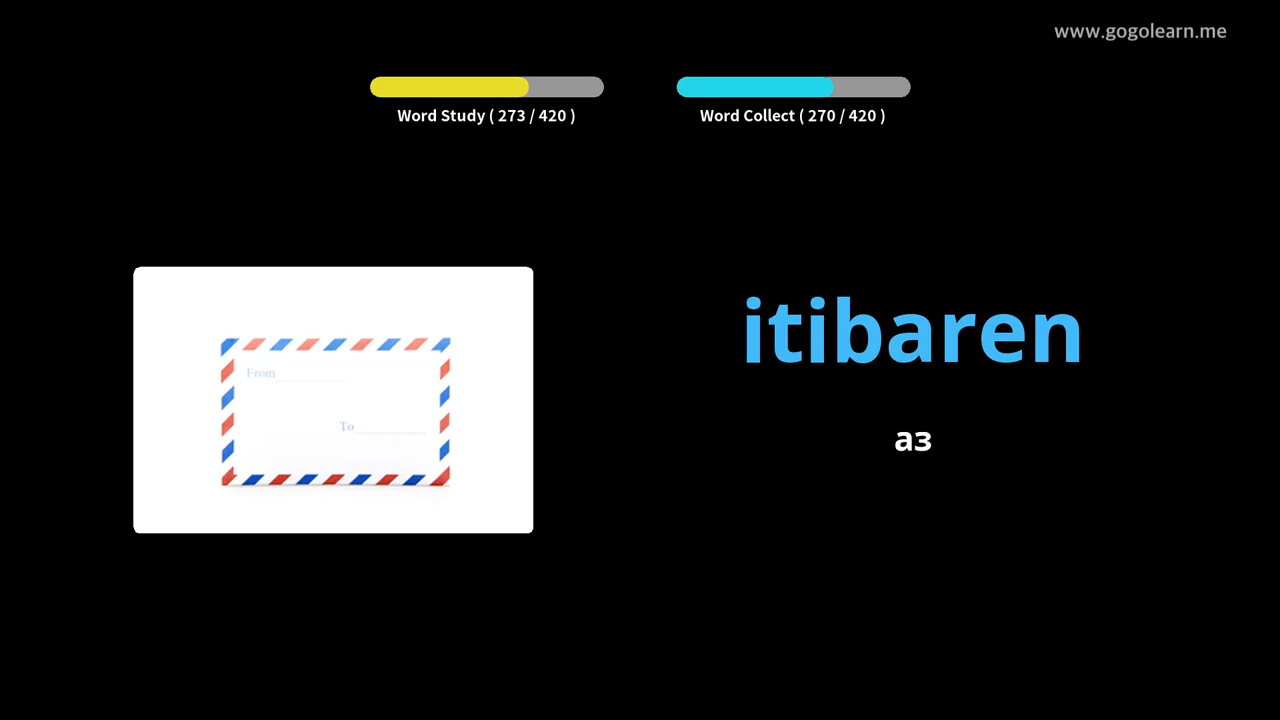 www.gogolearn.me
Word Study ( 273 / 420 )
Word Collect ( 270 / 420 )
From
To
itibaren
аз